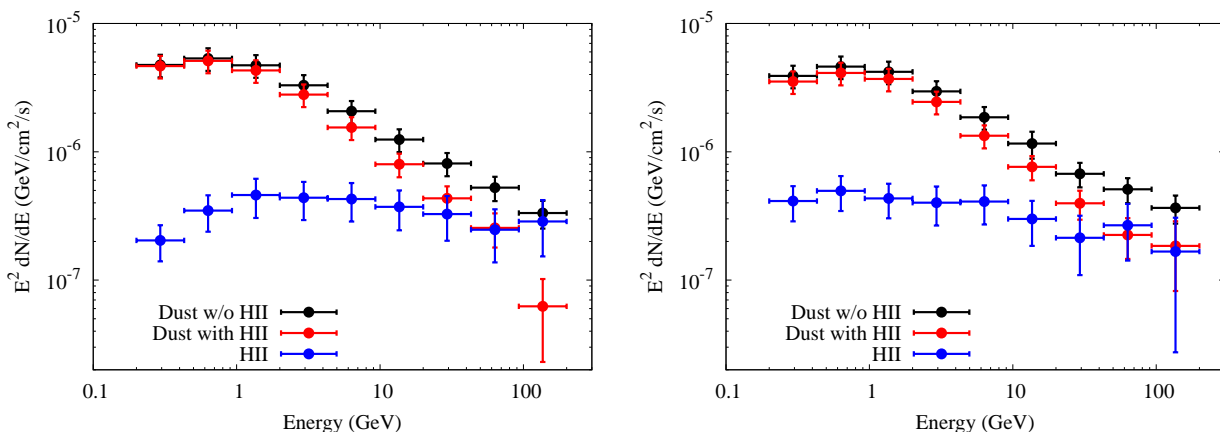 E² dN/dE (GeV/cm²/s)
10⁻⁵
10⁻⁶
10⁻⁷
Dust w/o HII
Dust with HII
HII
0.1 1 10 100
Energy (GeV)
E² dN/dE (GeV/cm²/s)
10⁻⁵
10⁻⁶
10⁻⁷
Dust w/o HII
Dust with HII
HII
0.1 1 10 100
Energy (GeV)